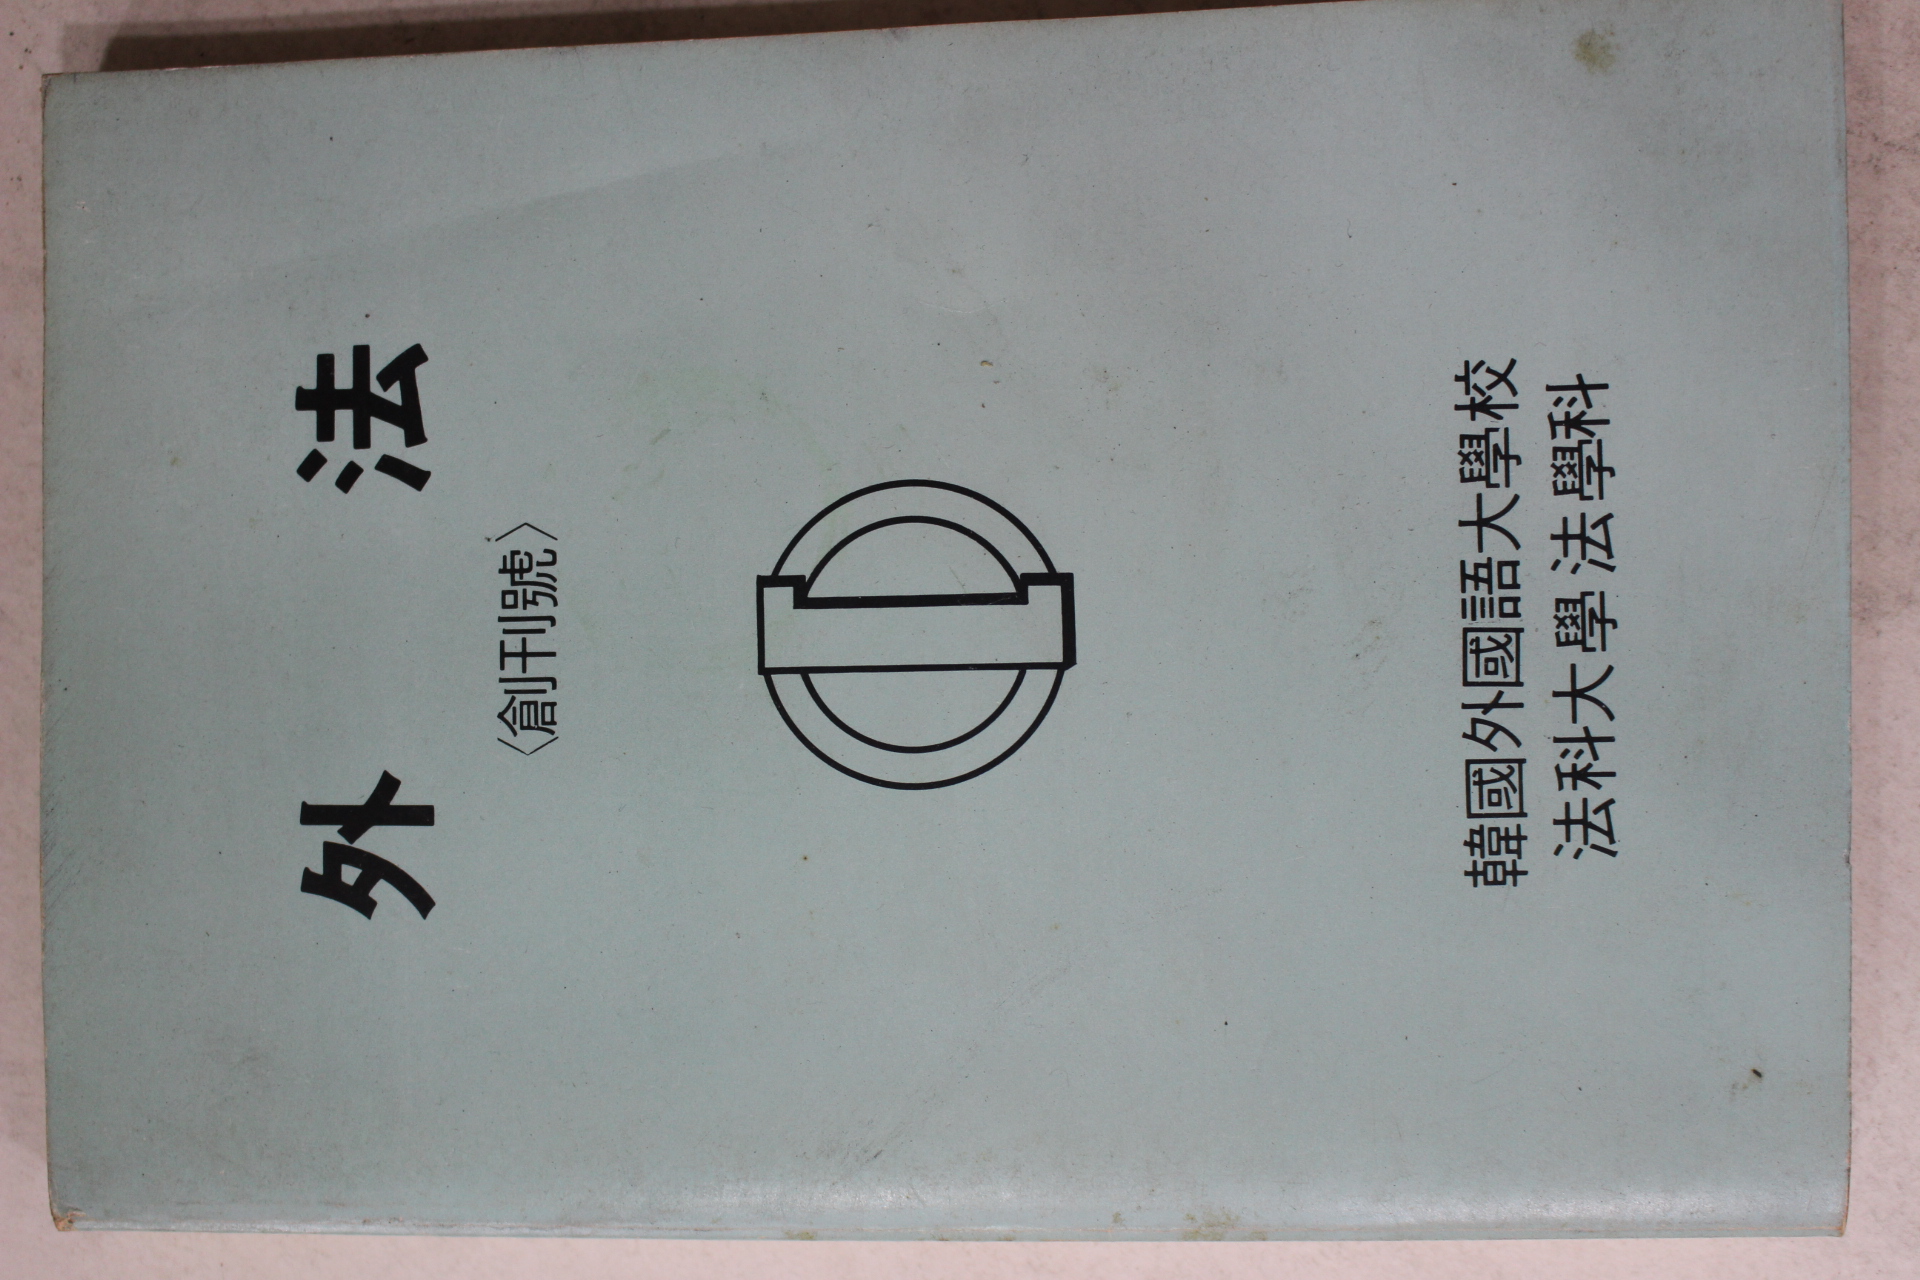 外 法
〈創刊號〉
韓國外國語大學校
法科大學 法學科